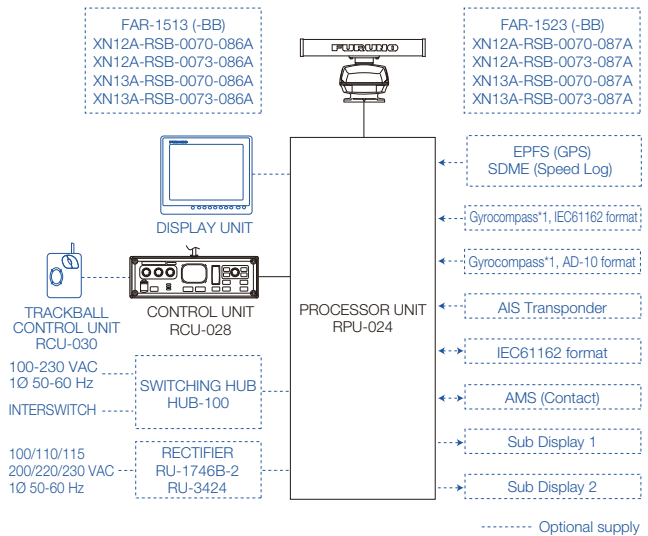 FAR-1513 (-BB)
XN12A-RSB-0070-086A
XN12A-RSB-0073-086A
XN13A-RSB-0070-086A
XN13A-RSB-0073-086A
FURUNO
FAR-1523 (-BB)
XN12A-RSB-0070-087A
XN12A-RSB-0073-087A
XN13A-RSB-0070-087A
XN13A-RSB-0073-087A
FURUNO
DISPLAY UNIT
TRACKBALL
CONTROL UNIT
RCU-030
CONTROL UNIT
RCU-028
100-230 VAC
1Ø 50-60 Hz
INTERSWITCH
SWITCHING HUB
HUB-100
100/110/115
200/220/230 VAC
1Ø 50-60 Hz
RECTIFIER
RU-1746B-2
RU-3424
PROCESSOR UNIT
RPU-024
EPFS (GPS)
SDME (Speed Log)
Gyrocompass*1, IEC61162 format
Gyrocompass*1, AD-10 format
AIS Transponder
IEC61162 format
AMS (Contact)
Sub Display 1
Sub Display 2
Optional supply